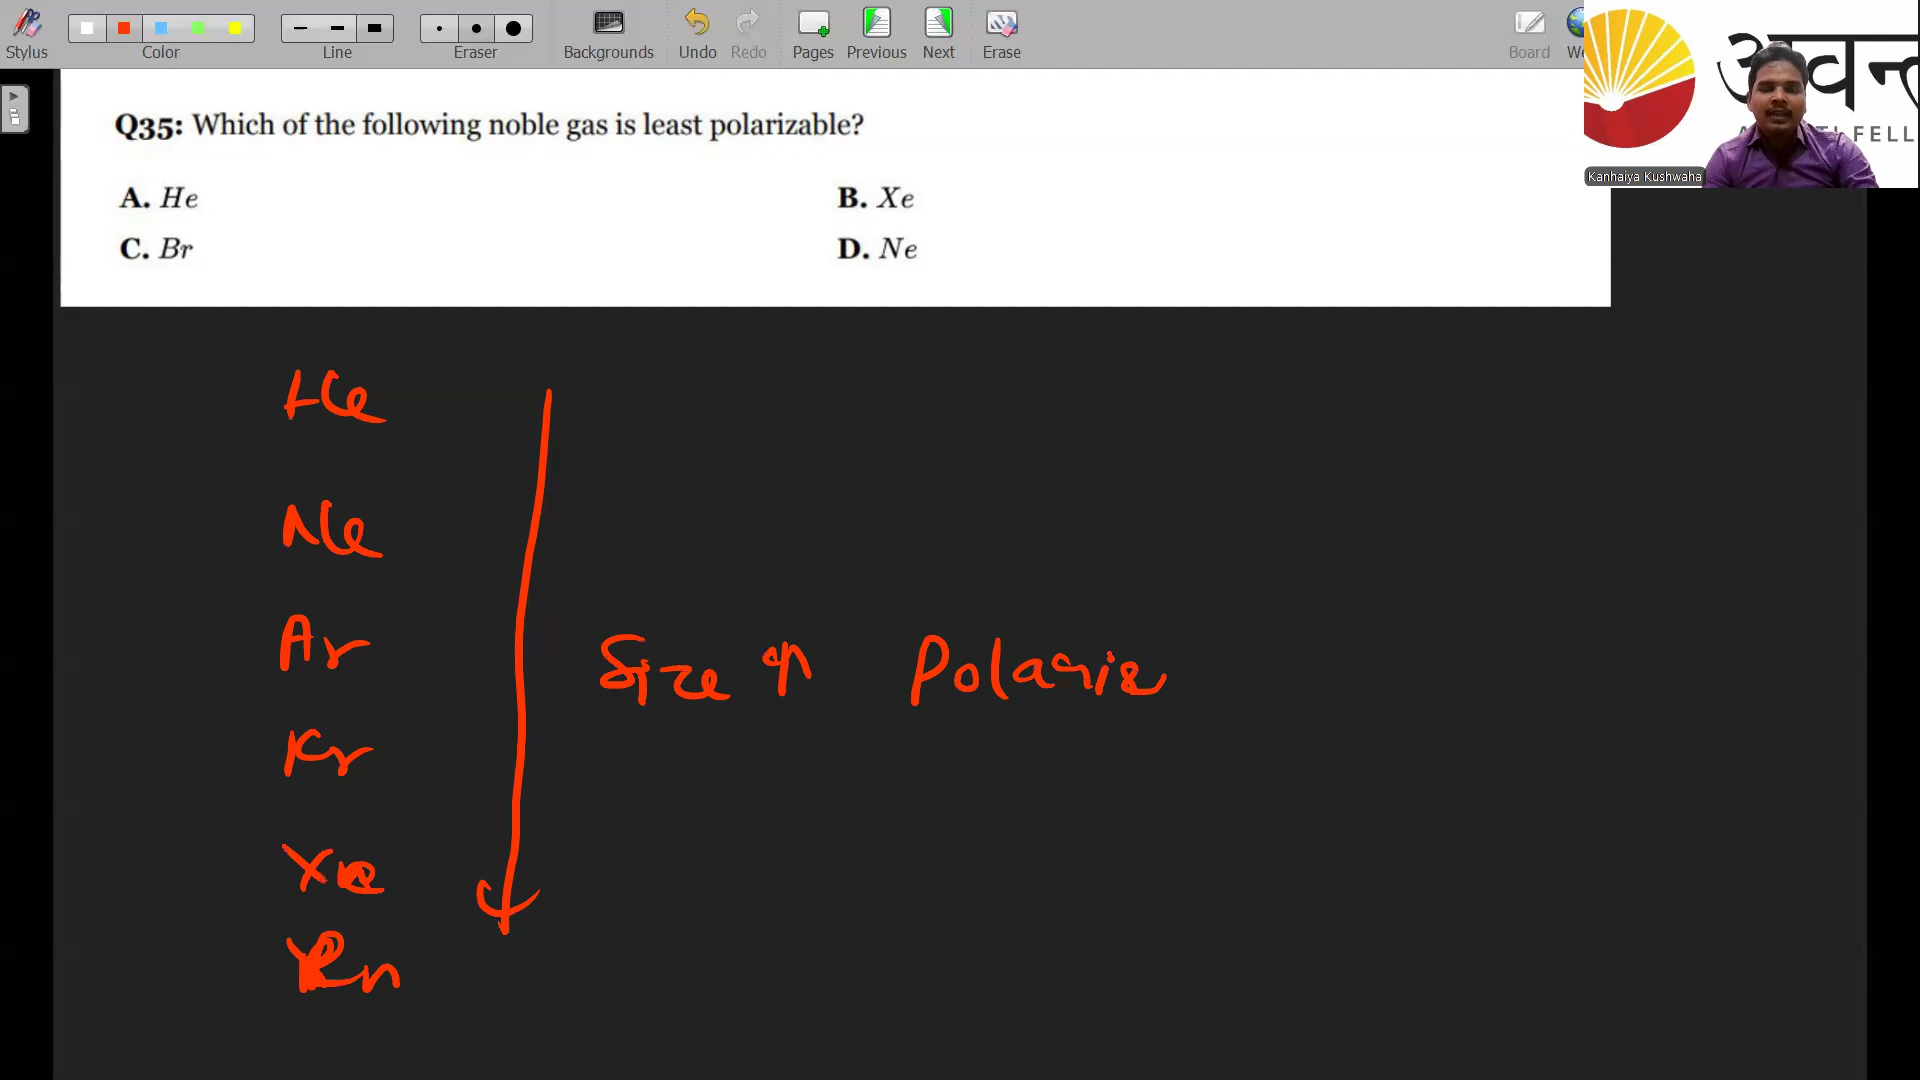 Stylus Color Line Eraser Backgrounds Undo Redo Pages Previous Next Erase Board
Q35: Which of the following noble gas is least polarizable?
A. He B. Xe
C. Br D. Ne
Kanhaiya Kushwaha
He
Ne
Ar
Size ↑ Polariz
Kr
Xe
Rn